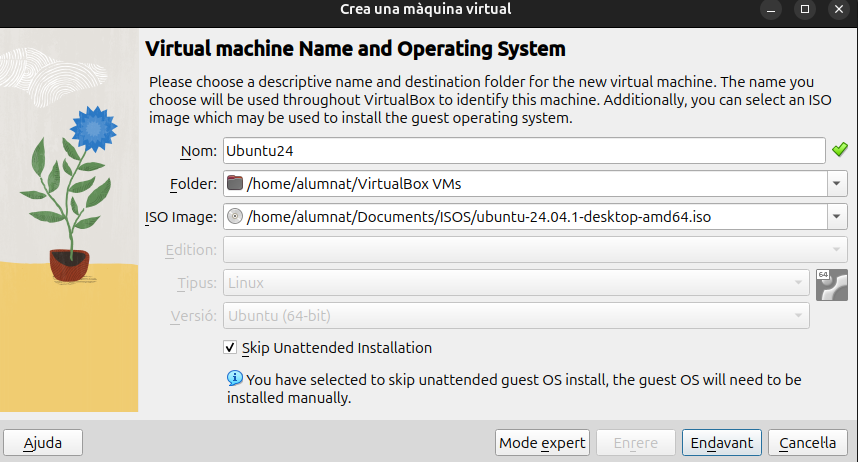 Crea una màquina virtual
Virtual machine Name and Operating System
Please choose a descriptive name and destination folder for the new virtual machine. The name you
choose will be used throughout VirtualBox to identify this machine. Additionally, you can select an ISO
image which may be used to install the guest operating system.
Nom: Ubuntu24
Folder: /home/alumnat/VirtualBox VMs
ISO Image: /home/alumnat/Documents/ISOS/ubuntu-24.04.1-desktop-amd64.iso
Edition:
Tipus: Linux 64
Versió: Ubuntu (64-bit)
Skip Unattended Installation
You have selected to skip unattended guest OS install, the guest OS will need to be
installed manually.
Ajuda Mode expert Enrere Endavant Cancel·la